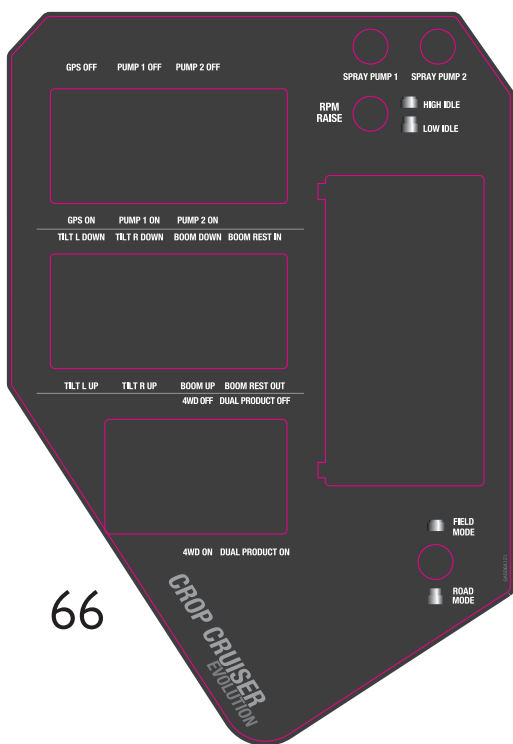 SPRAY PUMP 1 SPRAY PUMP 2
GPS OFF PUMP 1 OFF PUMP 2 OFF
RPM
RAISE
HIGH IDLE
LOW IDLE
GPS ON PUMP 1 ON PUMP 2 ON
TILT L DOWN TILT R DOWN BOOM DOWN BOOM REST IN
TILT L UP TILT R UP BOOM UP BOOM REST OUT
4WD OFF DUAL PRODUCT OFF
4WD ON DUAL PRODUCT ON
FIELD
MODE
ROAD
MODE
66
CROP CRUISER
EVOLUTION